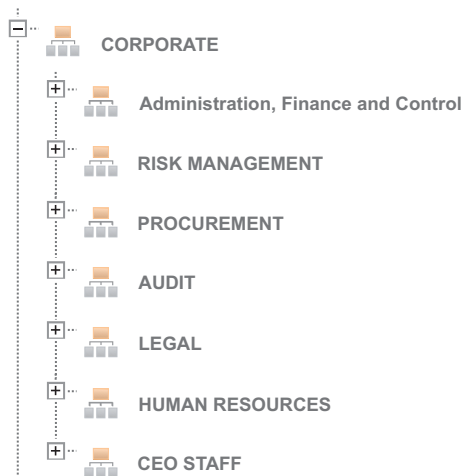 CORPORATE
Administration, Finance and Control
RISK MANAGEMENT
PROCUREMENT
AUDIT
LEGAL
HUMAN RESOURCES
CEO STAFF